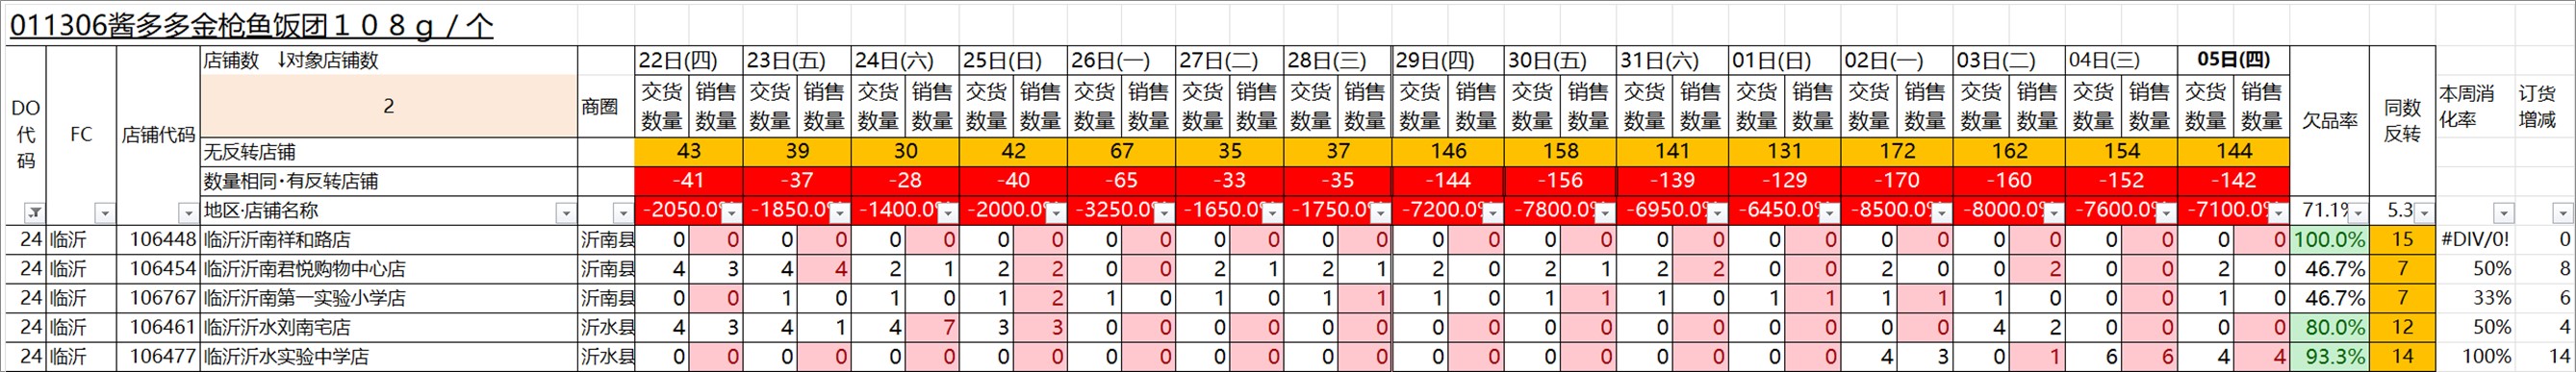 011306酱多多金枪鱼饭团１０８ｇ／个
DO代码 FC 店铺代码 店铺数 ↓对象店铺数 商圈 22日(四) 23日(五) 24日(六) 25日(日) 26日(一) 27日(二) 28日(三) 29日(四) 30日(五) 31日(六) 01日(日) 02日(一) 03日(二) 04日(三) 05日(四) 欠品率 同数反转 本周消化率 订货增减
2 交货数量 销售数量 交货数量 销售数量 交货数量 销售数量 交货数量 销售数量 交货数量 销售数量 交货数量 销售数量 交货数量 销售数量 交货数量 销售数量 交货数量 销售数量 交货数量 销售数量 交货数量 销售数量 交货数量 销售数量 交货数量 销售数量 交货数量 销售数量 交货数量 销售数量
无反转店铺 43 39 30 42 67 35 37 146 158 141 131 172 162 154 144
数量相同·有反转店铺 -41 -37 -28 -40 -65 -33 -35 -144 -156 -139 -129 -170 -160 -152 -142
地区·店铺名称 -2050.0% -1850.0% -1400.0% -2000.0% -3250.0% -1650.0% -1750.0% -7200.0% -7800.0% -6950.0% -6450.0% -8500.0% -8000.0% -7600.0% -7100.0% 71.1% 5.3
24 临沂 106448 临沂沂南祥和路店 沂南县 0 0 0 0 0 0 0 0 0 0 0 0 0 0 0 0 0 0 0 0 0 0 0 0 0 0 0 0 0 0 100.0% 15 #DIV/0! 0
24 临沂 106454 临沂沂南君悦购物中心店 沂南县 4 3 4 4 2 1 2 2 0 0 2 1 2 1 2 0 2 1 2 2 0 0 2 0 0 2 0 0 2 0 46.7% 7 50% 8
24 临沂 106767 临沂沂南第一实验小学店 沂南县 0 0 1 0 1 0 1 2 1 0 1 0 1 1 1 0 1 1 1 0 1 1 1 1 1 0 0 0 1 0 46.7% 7 33% 6
24 临沂 106461 临沂沂水刘南宅店 沂水县 4 3 4 1 4 7 3 3 0 0 0 0 0 0 0 0 0 0 0 0 0 0 0 0 4 2 0 0 0 0 80.0% 12 50% 4
24 临沂 106477 临沂沂水实验中学店 沂水县 0 0 0 0 0 0 0 0 0 0 0 0 0 0 0 0 0 0 0 0 0 0 4 3 0 1 6 6 4 4 93.3% 14 100% 14